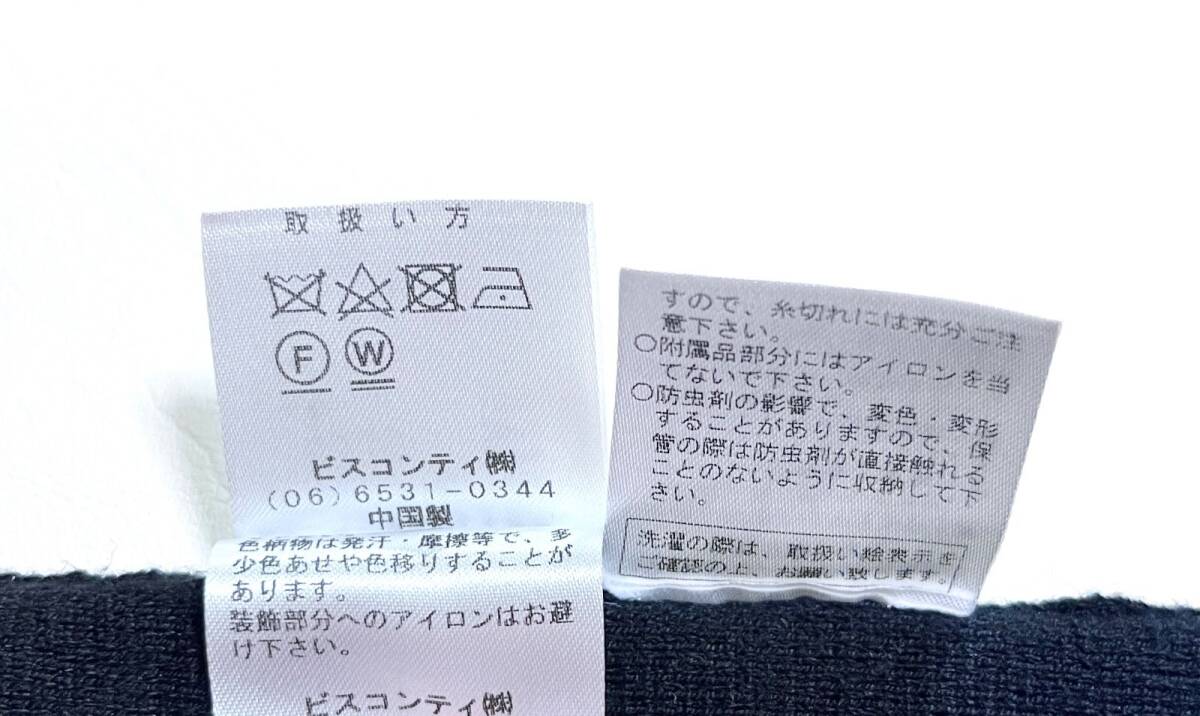 取扱い方
F W
ビスコンティ㈱
(06)6531-0344
中国製
色柄物は発汗・摩擦等で、多
少色あせや色移りすることが
あります。
装飾部分へのアイロンはお避
け下さい。
ビスコンティ㈱
すので、糸切れには充分ご注
意下さい。
○附属品部分にはアイロンを当
てないで下さい。
○防虫剤の影響で、変色・変形
することがありますので、保
管の際は防虫剤が直接触れる
ことのないように収納して下
さい。
洗濯の際は、取扱い絵表示を
ご確認の上、お願い致します。